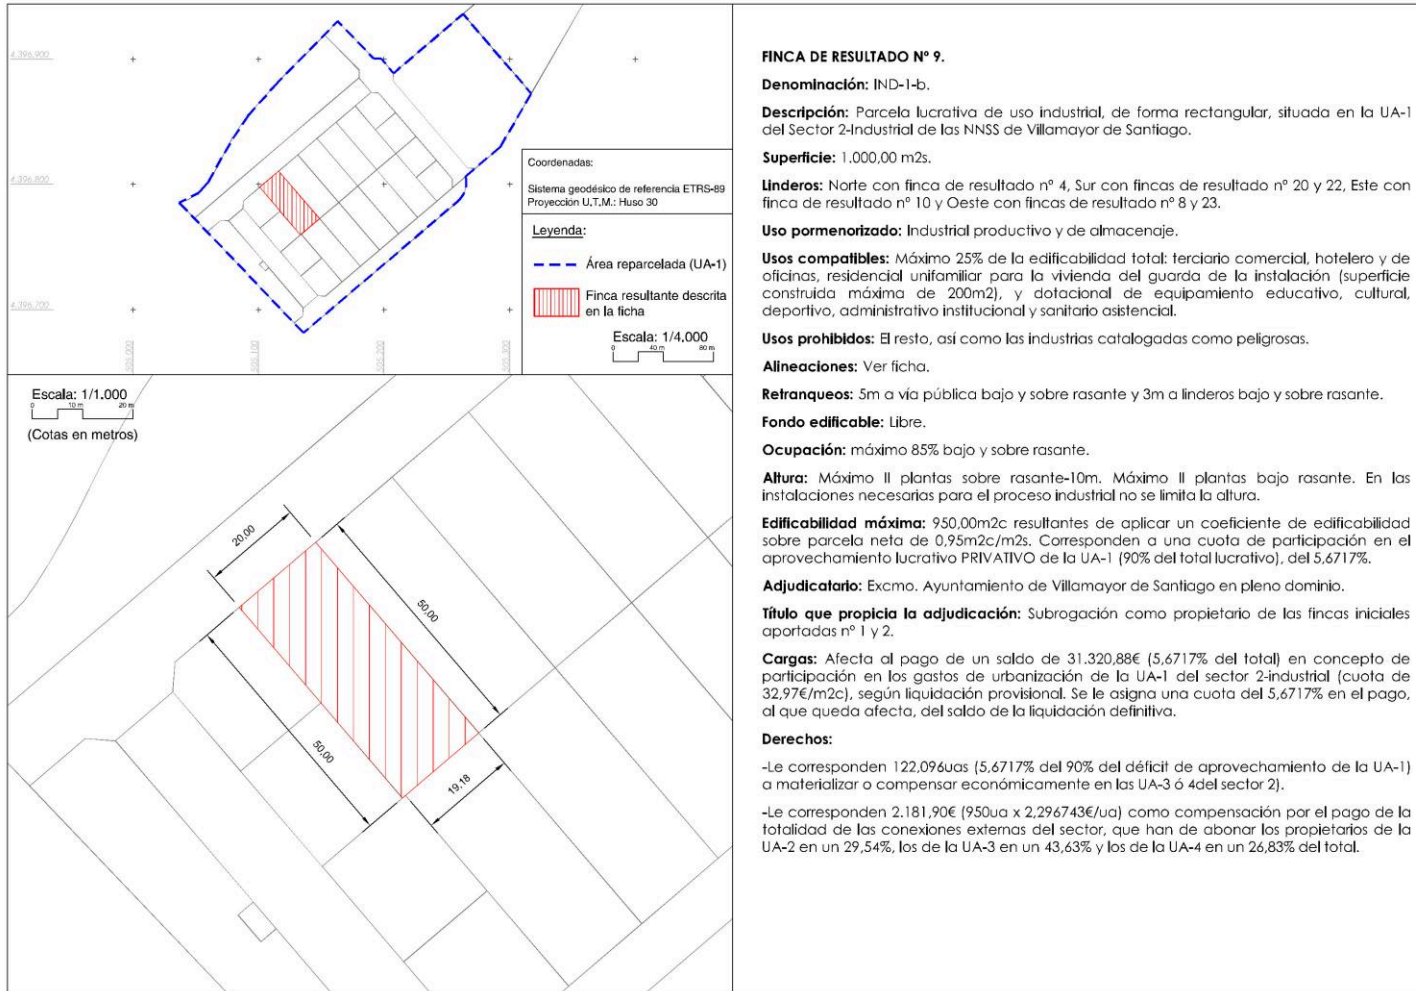 4.396.900
4.396.800
4.396.700
505.000
505.100
505.200
505.300
Coordenadas:
Sistema geodésico de referencia ETRS-89
Proyección U.T.M.: Huso 30
Leyenda:
Área reparcelada (UA-1)
Finca resultante descrita
en la ficha
Escala: 1/4.000
0 40 m 80 m
Escala: 1/1.000
0 10 m 20 m
(Cotas en metros)
20,00
50,00
50,00
19,18
FINCA DE RESULTADO Nº 9.
Denominación: IND-1-b.
Descripción: Parcela lucrativa de uso industrial, de forma rectangular, situada en la UA-1
del Sector 2-Industrial de las NNSS de Villamayor de Santiago.
Superficie: 1.000,00 m2s.
Linderos: Norte con finca de resultado nº 4, Sur con fincas de resultado nº 20 y 22, Este con
finca de resultado nº 10 y Oeste con fincas de resultado nº 8 y 23.
Uso pormenorizado: Industrial productivo y de almacenaje.
Usos compatibles: Máximo 25% de la edificabilidad total: terciario comercial, hotelero y de
oficinas, residencial unifamiliar para la vivienda del guarda de la instalación (superficie
construida máxima de 200m2), y dotacional de equipamiento educativo, cultural,
deportivo, administrativo institucional y sanitario asistencial.
Usos prohibidos: El resto, así como las industrias catalogadas como peligrosas.
Alineaciones: Ver ficha.
Retranqueos: 5m a vía pública bajo y sobre rasante y 3m a linderos bajo y sobre rasante.
Fondo edificable: Libre.
Ocupación: máximo 85% bajo y sobre rasante.
Altura: Máximo II plantas sobre rasante-10m. Máximo II plantas bajo rasante. En las
instalaciones necesarias para el proceso industrial no se limita la altura.
Edificabilidad máxima: 950,00m2c resultantes de aplicar un coeficiente de edificabilidad
sobre parcela neta de 0,95m2c/m2s. Corresponden a una cuota de participación en el
aprovechamiento lucrativo PRIVATIVO de la UA-1 (90% del total lucrativo), del 5,6717%.
Adjudicatario: Excmo. Ayuntamiento de Villamayor de Santiago en pleno dominio.
Título que propicia la adjudicación: Subrogación como propietario de las fincas iniciales
aportadas nº 1 y 2.
Cargas: Afecta al pago de un saldo de 31.320,88€ (5,6717% del total) en concepto de
participación en los gastos de urbanización de la UA-1 del sector 2-industrial (cuota de
32,97€/m2c), según liquidación provisional. Se le asigna una cuota del 5,6717% en el pago,
al que queda afecta, del saldo de la liquidación definitiva.
Derechos:
-Le corresponden 122,096uas (5,6717% del 90% del déficit de aprovechamiento de la UA-1)
a materializar o compensar económicamente en las UA-3 ó 4del sector 2).
-Le corresponden 2.181,90€ (950ua x 2,296743€/ua) como compensación por el pago de la
totalidad de las conexiones externas del sector, que han de abonar los propietarios de la
UA-2 en un 29,54%, los de la UA-3 en un 43,63% y los de la UA-4 en un 26,83% del total.